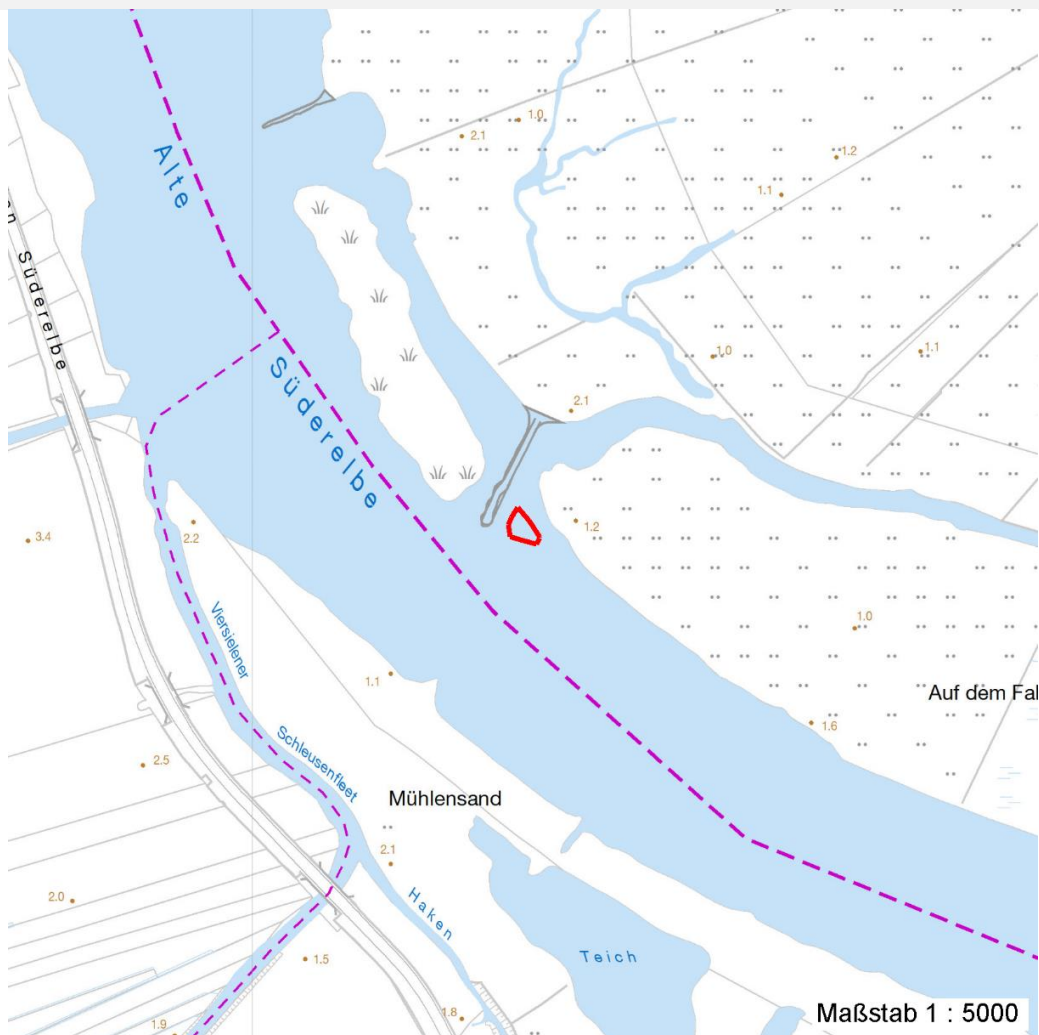 2.1
1.0
1.2
1.1
Alte
Süderelbe
Süderelbe
1.0
1.1
2.1
2.2
3.4
1.2
Viersielener
1.0
1.1
Auf dem Fal
1.6
Schleusenfleet
2.5
Mühlensand
2.1
2.0
Haken
Teich
1.5
1.8
1.9
Maßstab 1 : 5000